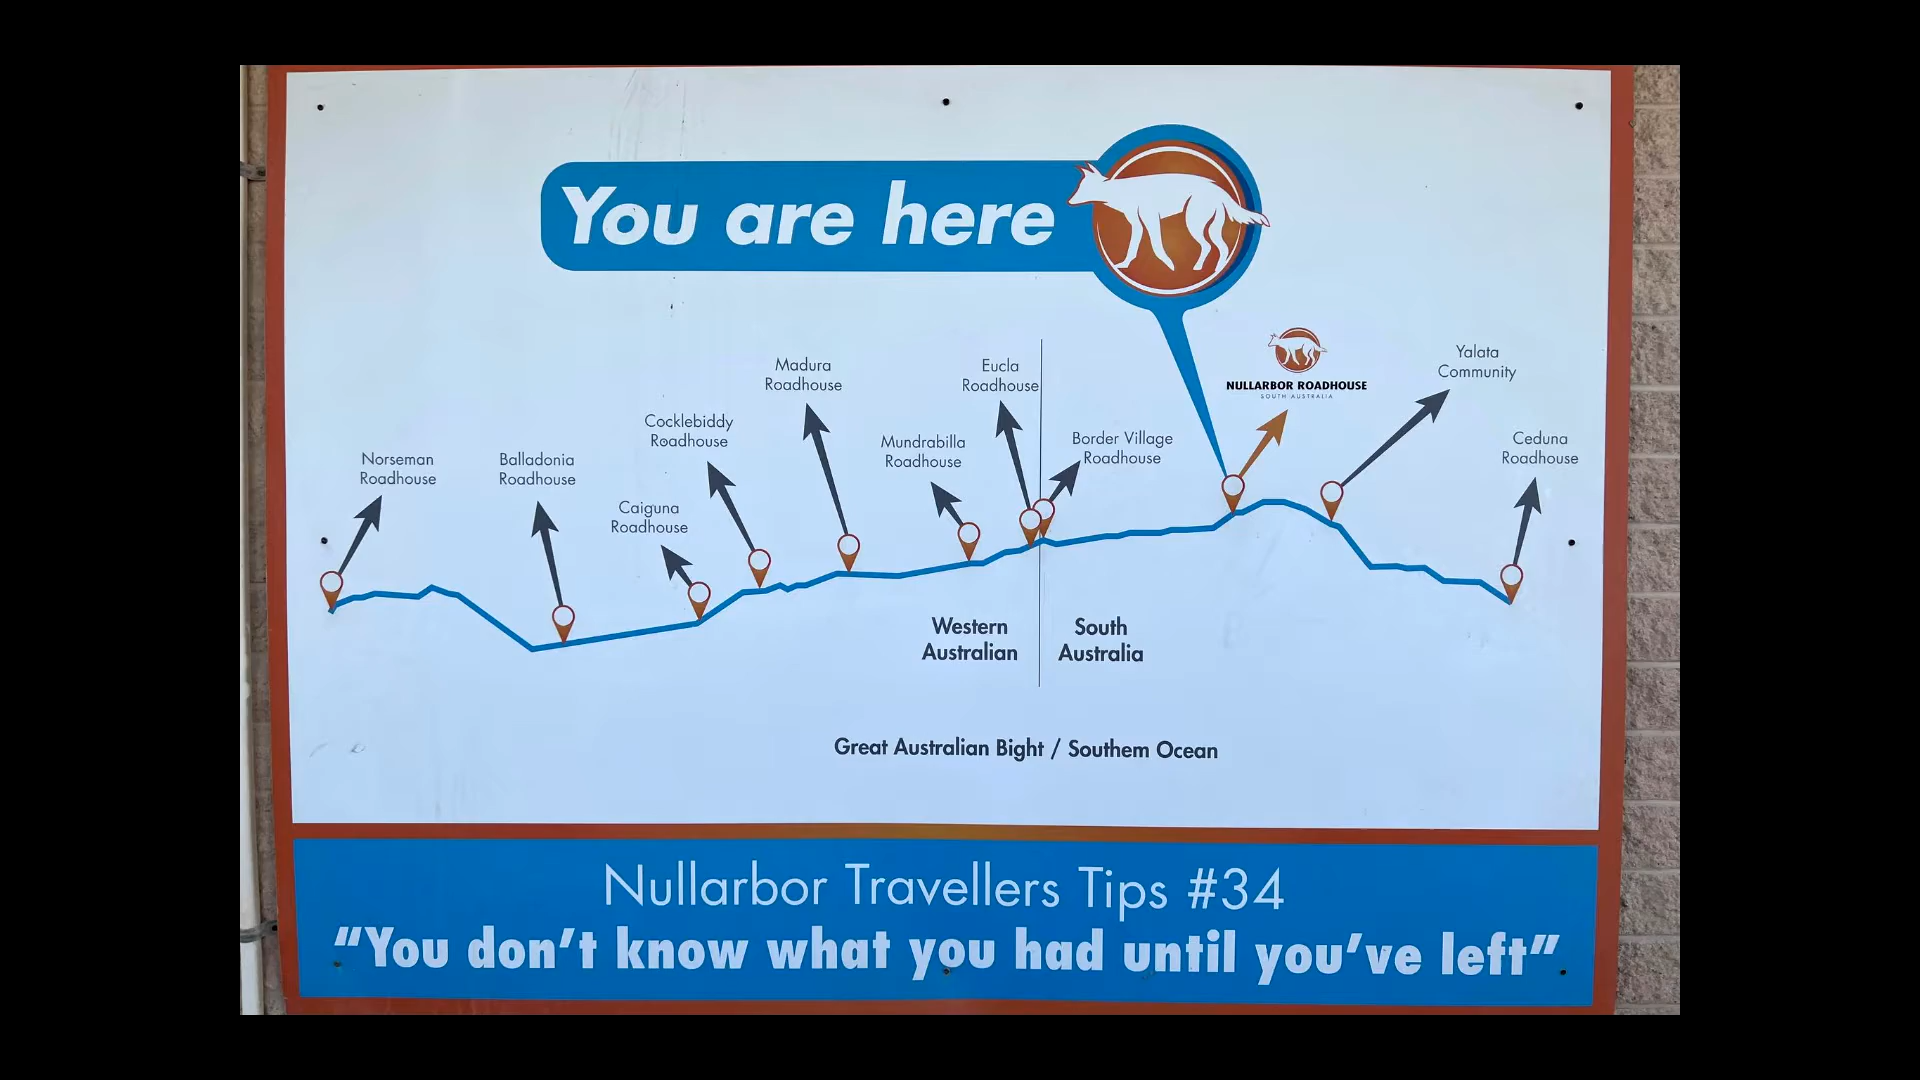 You are here
NULLARBOR ROADHOUSE
SOUTH AUSTRALIA
Yalata
Community
Madura
Roadhouse
Eucla
Roadhouse
Cocklebiddy
Roadhouse
Mundrabilla
Roadhouse
Border Village
Roadhouse
Ceduna
Roadhouse
Norseman
Roadhouse
Balladonia
Roadhouse
Caiguna
Roadhouse
Western
Australian
South
Australia
Great Australian Bight / Southem Ocean
Nullarbor Travellers Tips #34
“You don’t know what you had until you’ve left”